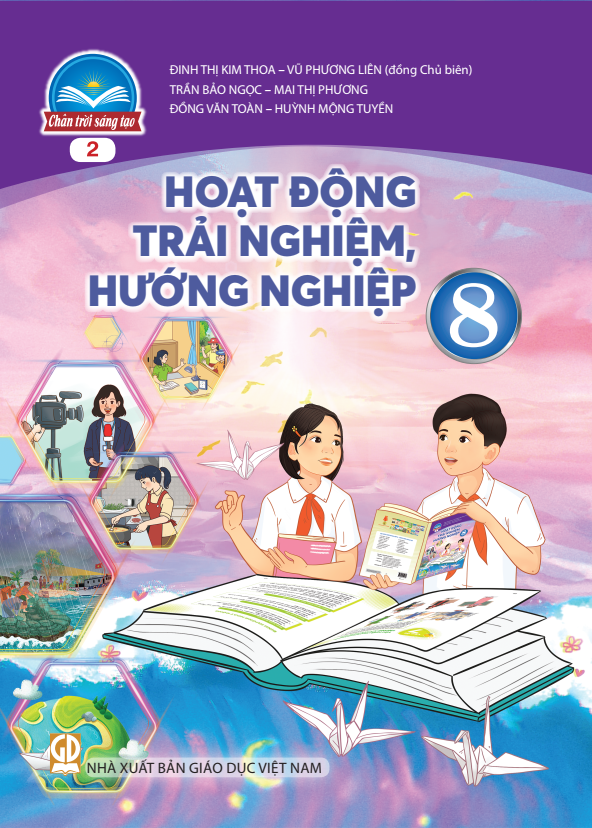 ĐINH THỊ KIM THOA – VŨ PHƯƠNG LIÊN (đồng Chủ biên)
TRẦN BẢO NGỌC – MAI THỊ PHƯƠNG
ĐỒNG VĂN TOÀN – HUỲNH MỘNG TUYỀN
Chân trời sáng tạo
2
HOẠT ĐỘNG
TRẢI NGHIỆM,
HƯỚNG NGHIỆP
8
GD
NHÀ XUẤT BẢN GIÁO DỤC VIỆT NAM